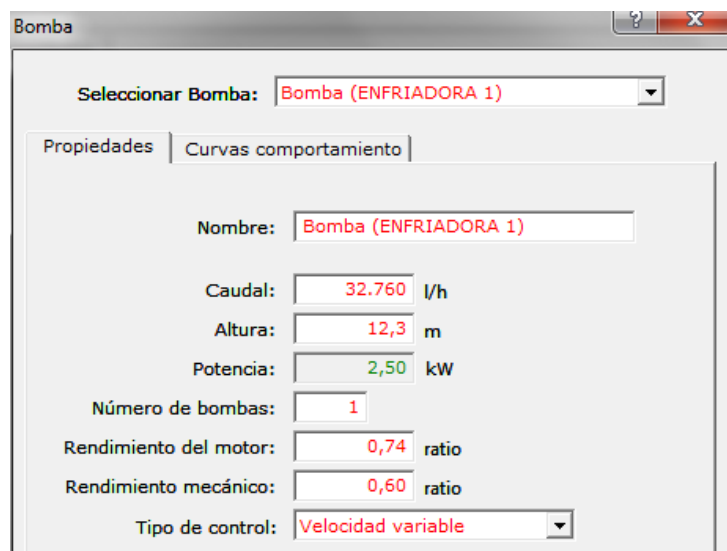 Bomba
Seleccionar Bomba: Bomba (ENFRIADORA 1)
Propiedades Curvas comportamiento
Nombre: Bomba (ENFRIADORA 1)
Caudal: 32.760 l/h
Altura: 12,3 m
Potencia: 2,50 kW
Número de bombas: 1
Rendimiento del motor: 0,74 ratio
Rendimiento mecánico: 0,60 ratio
Tipo de control: Velocidad variable